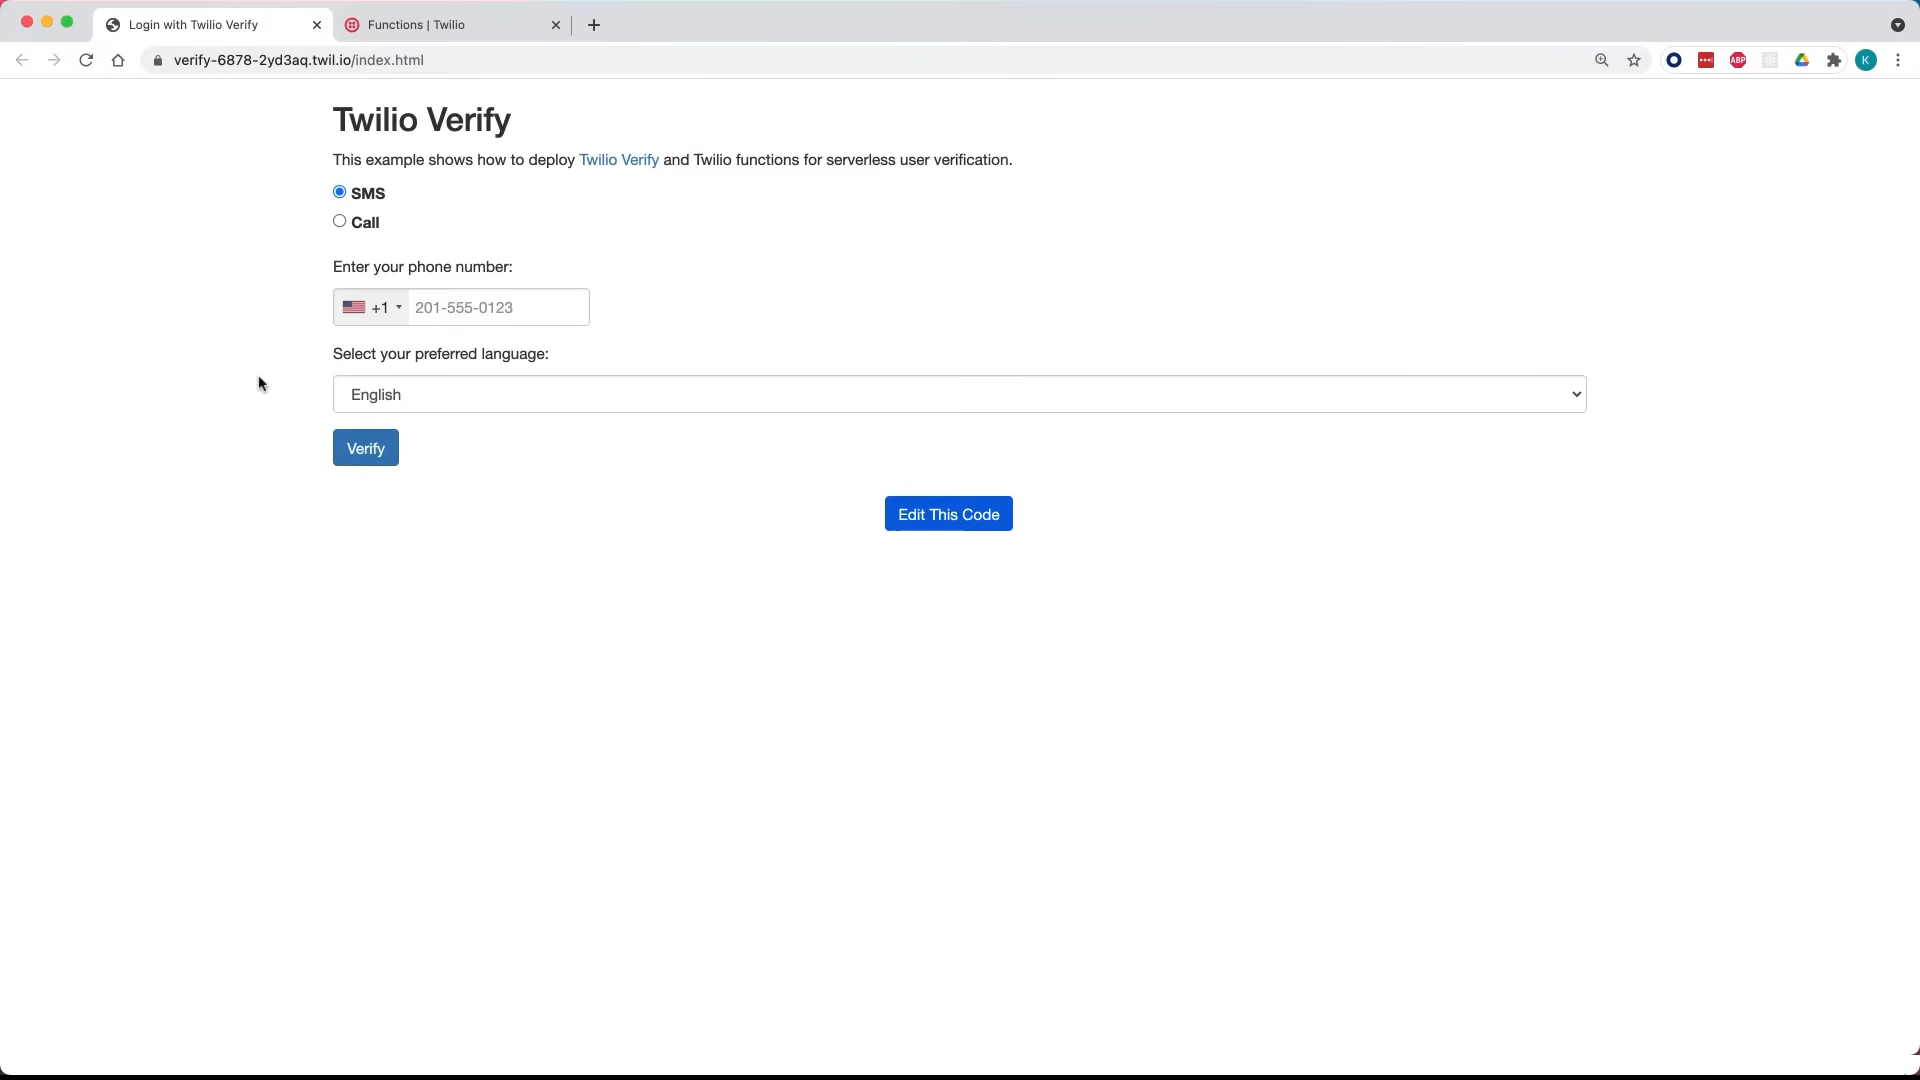 Login with Twilio Verify
Functions | Twilio
verify-6878-2yd3aq.twil.io/index.html
ABP
K
Twilio Verify
This example shows how to deploy Twilio Verify and Twilio functions for serverless user verification.
SMS
Call
Enter your phone number:
+1 201-555-0123
Select your preferred language:
English
Verify
Edit This Code